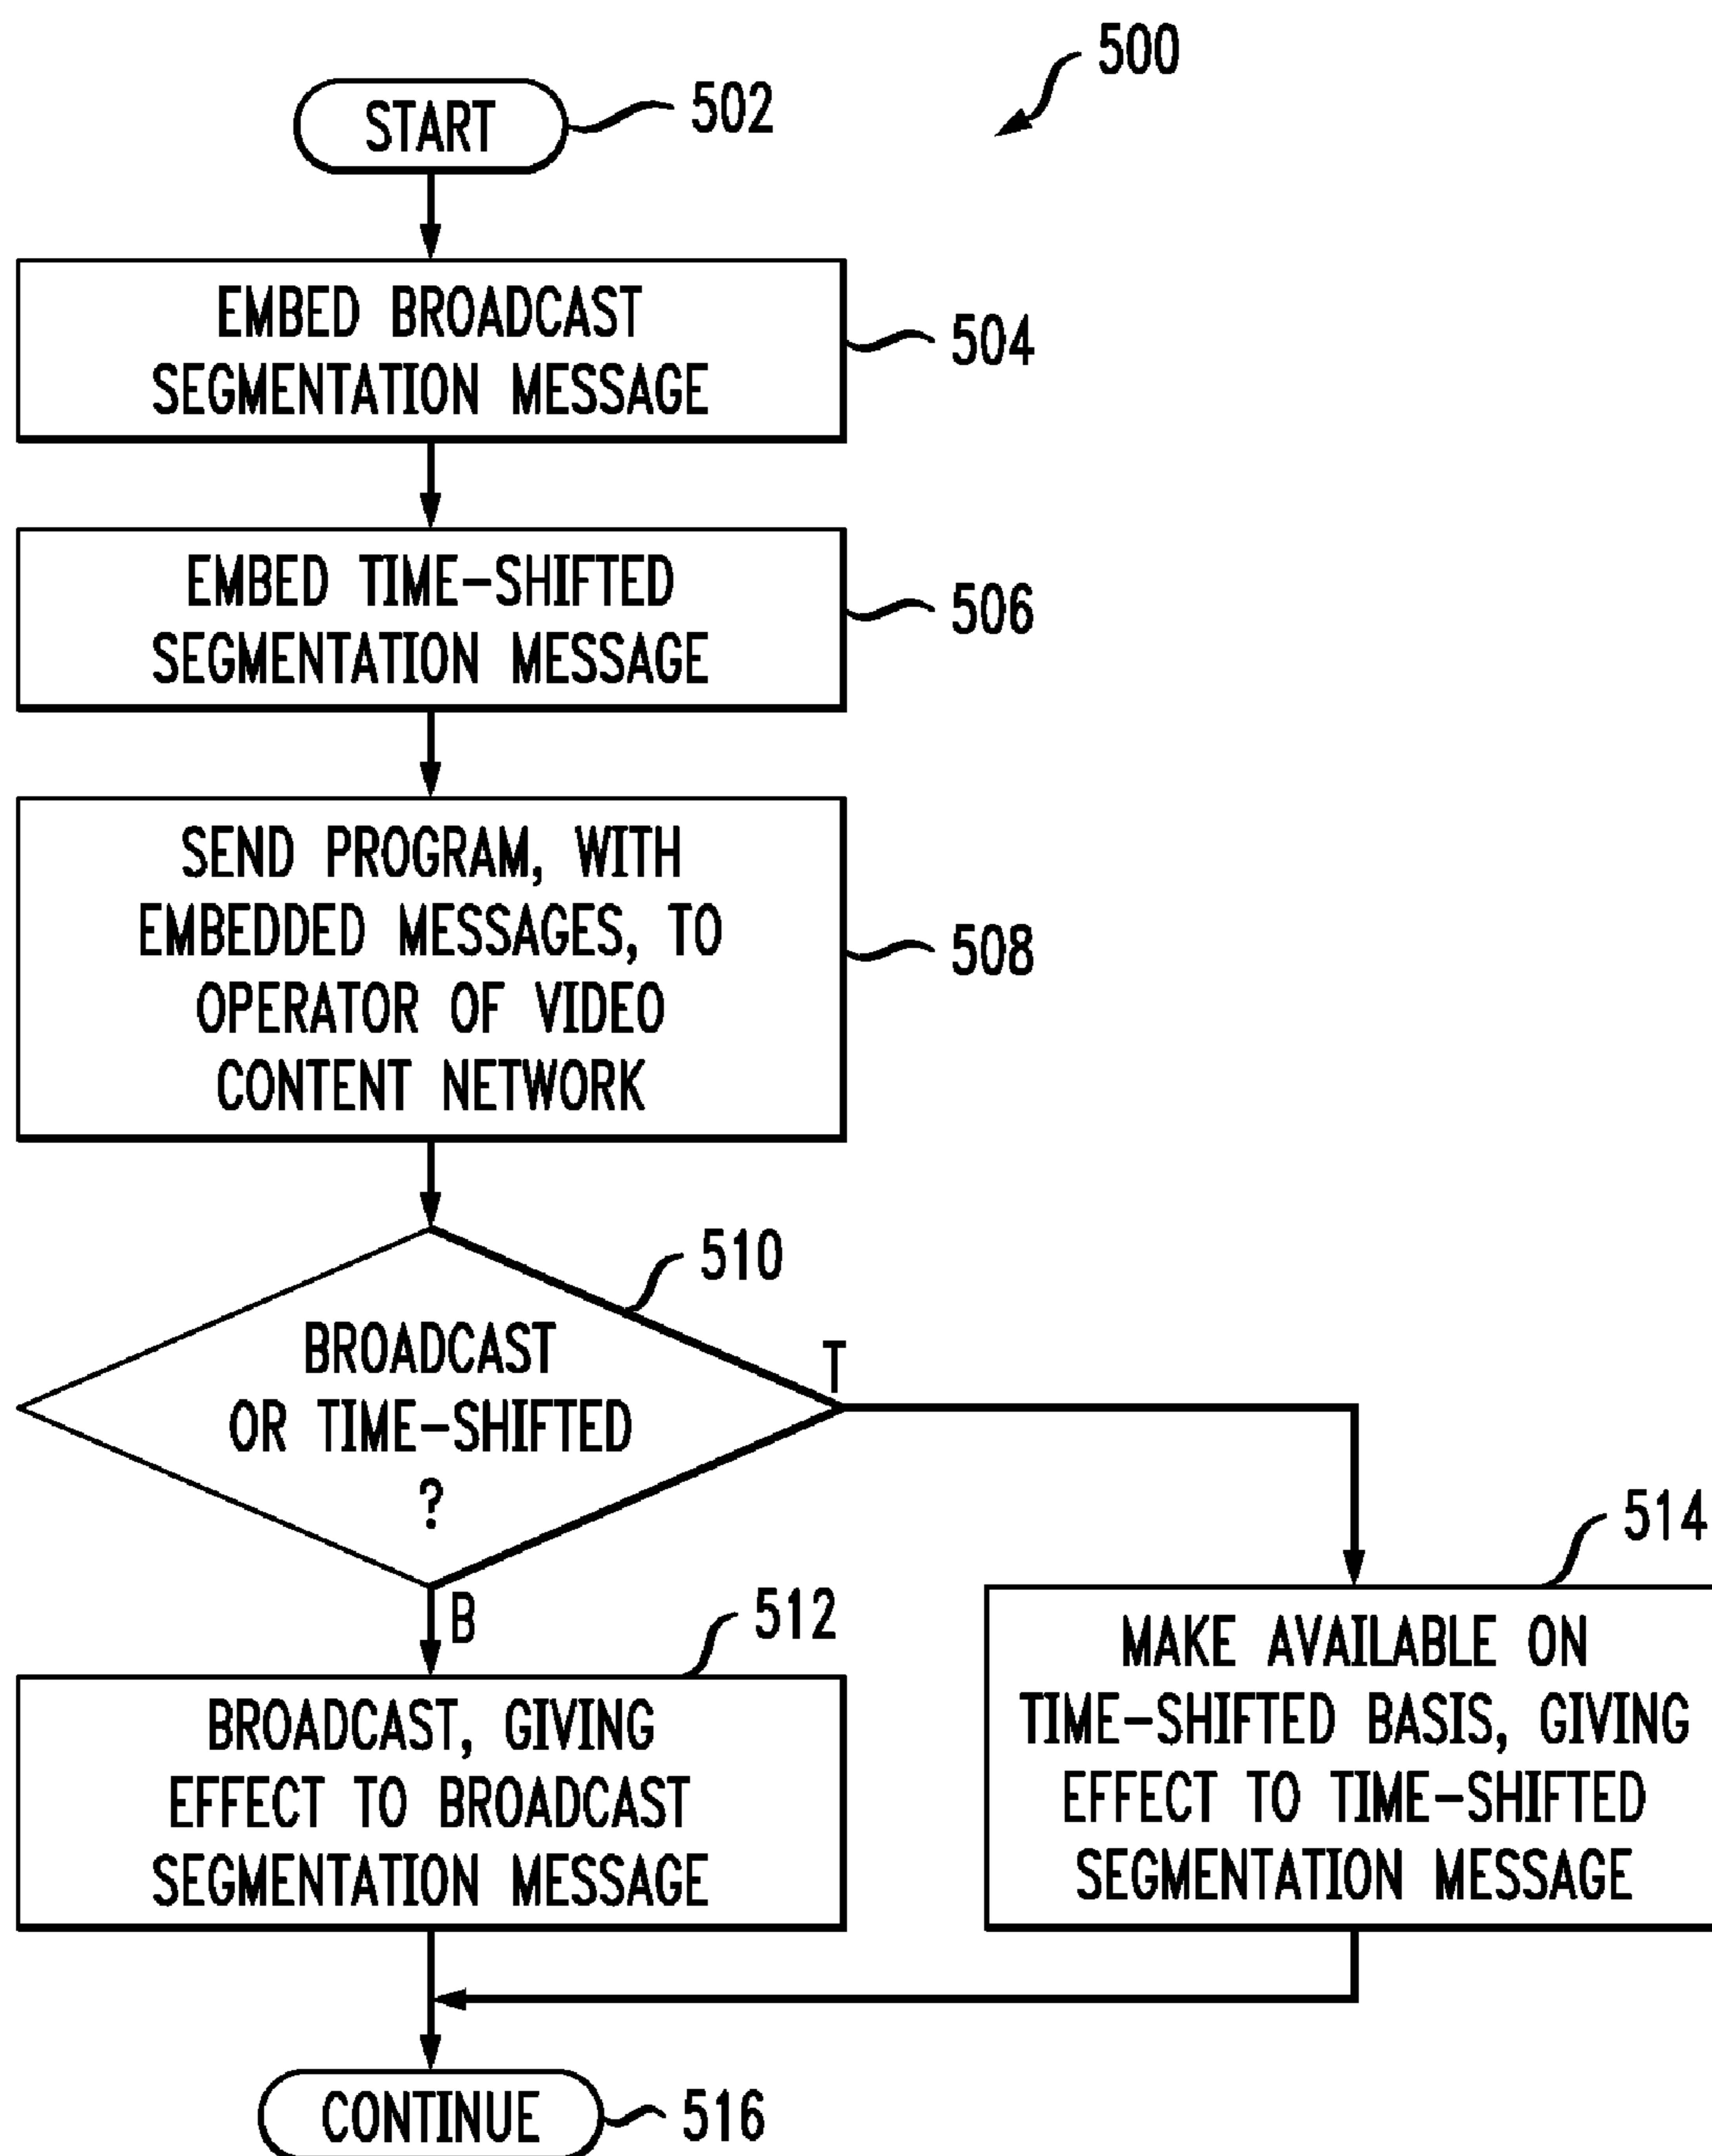 500
START
502
EMBED BROADCAST
SEGMENTATION MESSAGE
504
EMBED TIME-SHIFTED
SEGMENTATION MESSAGE
506
SEND PROGRAM, WITH
EMBEDDED MESSAGES, TO
OPERATOR OF VIDEO
CONTENT NETWORK
508
510
BROADCAST
OR TIME-SHIFTED
?
T
B
512
BROADCAST, GIVING
EFFECT TO BROADCAST
SEGMENTATION MESSAGE
514
MAKE AVAILABLE ON
TIME-SHIFTED BASIS, GIVING
EFFECT TO TIME-SHIFTED
SEGMENTATION MESSAGE
CONTINUE
516